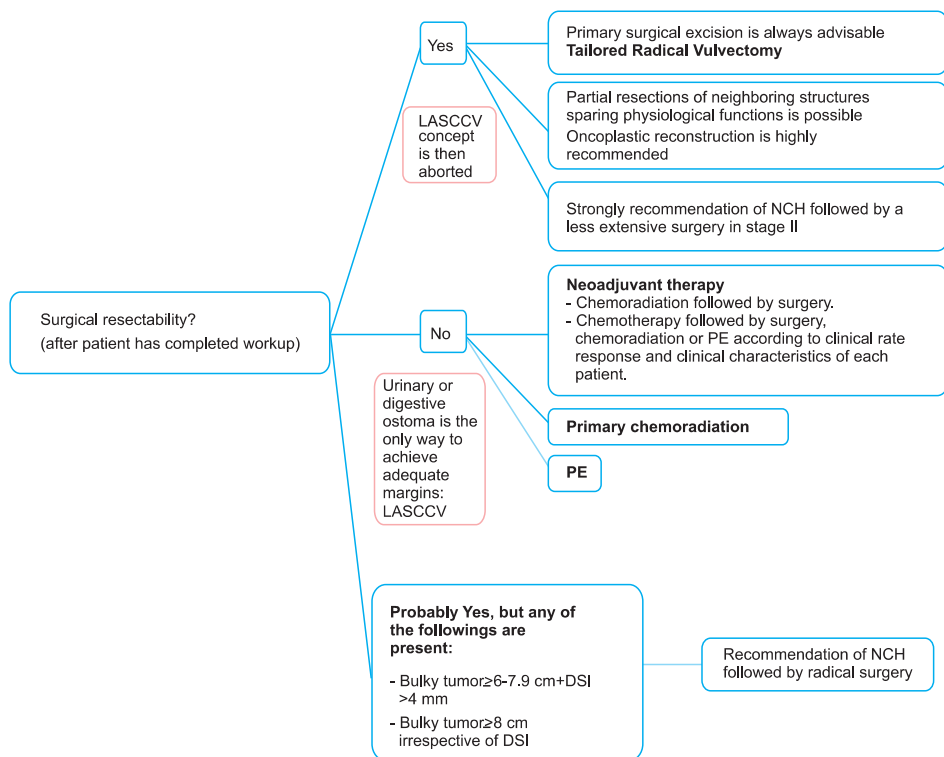 Surgical resectability?
(after patient has completed workup)
Yes
LASCCV
concept
is then
aborted
Primary surgical excision is always advisable
Tailored Radical Vulvectomy
Partial resections of neighboring structures
sparing physiological functions is possible
Oncoplastic reconstruction is highly
recommended
Strongly recommendation of NCH followed by a
less extensive surgery in stage II
No
Urinary or
digestive
ostoma is the
only way to
achieve
adequate
margins:
LASCCV
Neoadjuvant therapy
- Chemoradiation followed by surgery.
- Chemotherapy followed by surgery,
chemoradiation or PE according to clinical rate
response and clinical characteristics of each
patient.
Primary chemoradiation
PE
Probably Yes, but any of
the followings are
present:
- Bulky tumor≥6-7.9 cm+DSI
>4 mm
- Bulky tumor≥8 cm
irrespective of DSI
Recommendation of NCH
followed by radical surgery